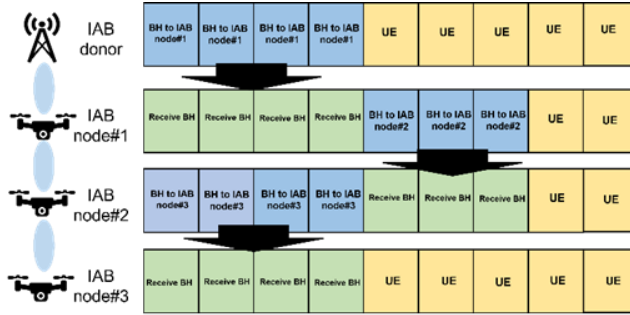 IAB
donor
BH to IAB
node#1
BH to IAB
node#1
BH to IAB
node#1
BH to IAB
node#1
UE
UE
UE
UE
UE
IAB
node#1
Receive BH
Receive BH
Receive BH
Receive BH
BH to IAB
node#2
BH to IAB
node#2
BH to IAB
node#2
UE
UE
IAB
node#2
BH to IAB
node#3
BH to IAB
node#3
BH to IAB
node#3
BH to IAB
node#3
Receive BH
Receive BH
Receive BH
UE
UE
IAB
node#3
Receive BH
Receive BH
Receive BH
Receive BH
UE
UE
UE
UE
UE